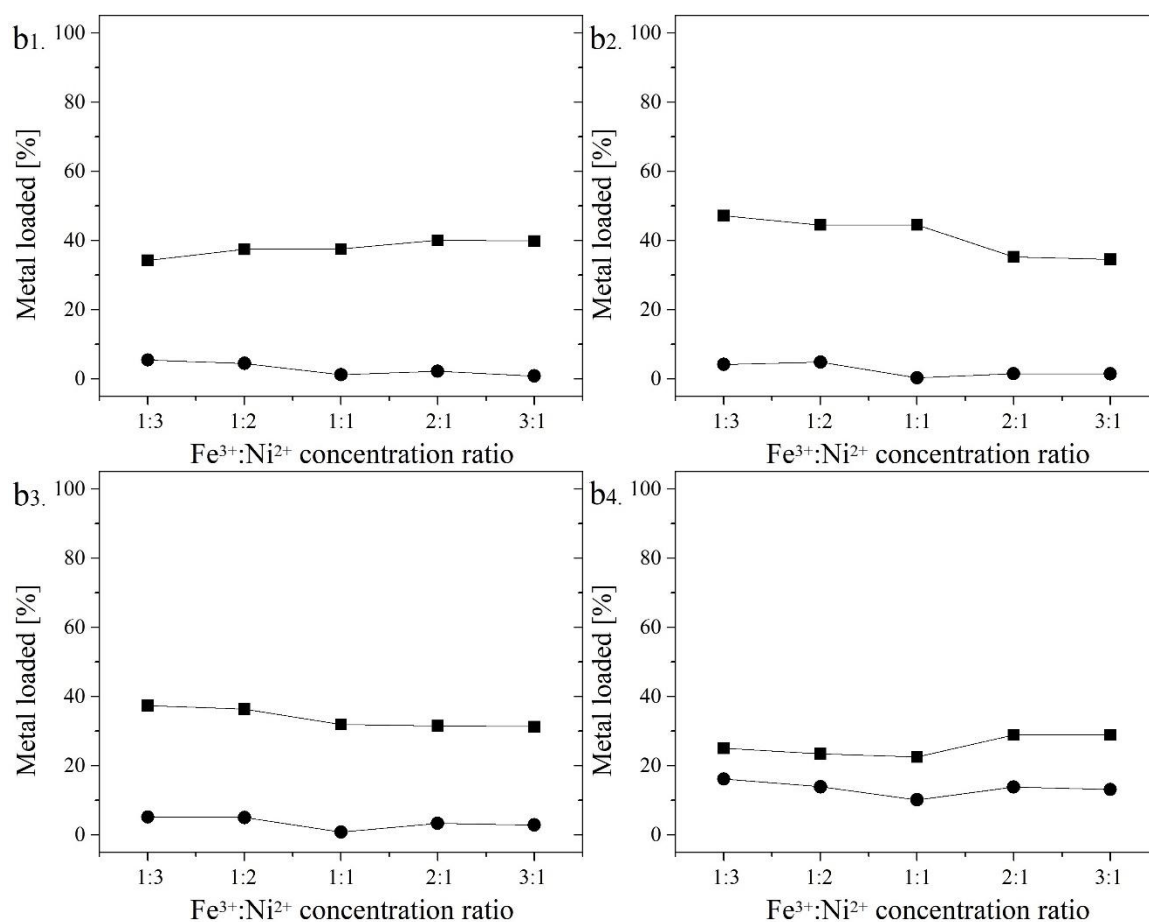 b1.
100
80
60
40
20
0
Metal loaded [%]
1:3 1:2 1:1 2:1 3:1
Fe³⁺:Ni²⁺ concentration ratio
b2.
100
80
60
40
20
0
Metal loaded [%]
1:3 1:2 1:1 2:1 3:1
Fe³⁺:Ni²⁺ concentration ratio
b3.
100
80
60
40
20
0
Metal loaded [%]
1:3 1:2 1:1 2:1 3:1
Fe³⁺:Ni²⁺ concentration ratio
b4.
100
80
60
40
20
0
Metal loaded [%]
1:3 1:2 1:1 2:1 3:1
Fe³⁺:Ni²⁺ concentration ratio